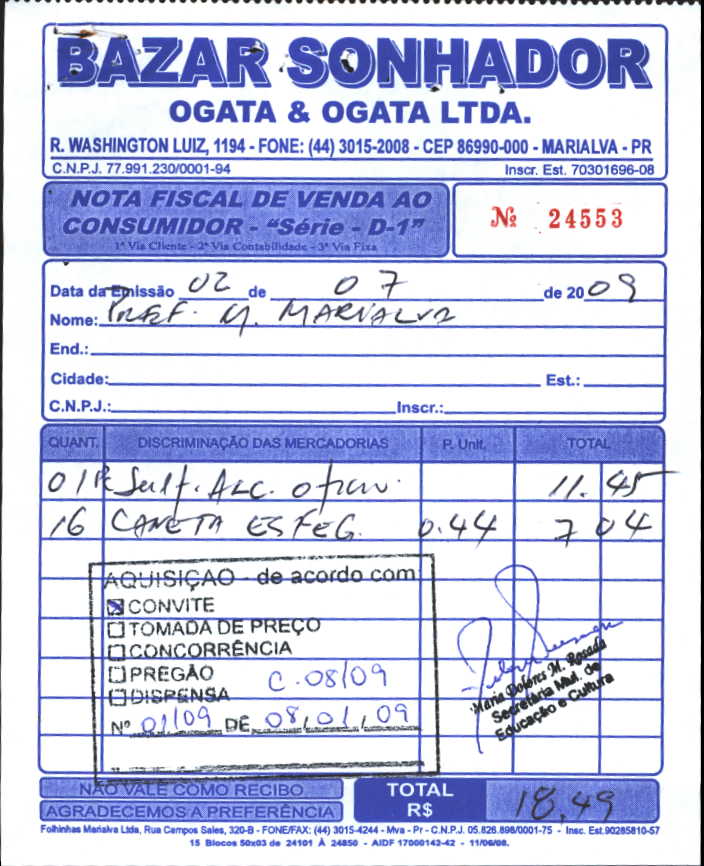 BAZAR SONHADOR
OGATA & OGATA LTDA.
R. WASHINGTON LUIZ, 1194 - FONE: (44) 3015-2008 - CEP 86990-000 - MARIALVA - PR
C.N.P.J. 77.991.230/0001-94 Inscr. Est. 70301696-08
NOTA FISCAL DE VENDA AO
CONSUMIDOR - “Série - D-1”
1ª Via Cliente - 2ª Via Contabilidade - 3ª Via Fixa
Nº 24553
Data da Emissão 02 de 07 de 2009
Nome: PREF. M. MARIALVA
End.:
Cidade: Est.:
C.N.P.J.: Inscr.:
QUANT. DISCRIMINAÇÃO DAS MERCADORIAS P. Unit. TOTAL
01 Sulf. 11.45
16 CANETA ESFEG. 0.44 7 04
AQUISIÇÃO - de acordo com
CONVITE
TOMADA DE PREÇO
CONCORRÊNCIA
PREGÃO C.08/09
DISPENSA
Nº 01/09 DE 08/01/09
Maria Dolores M. Rosada
Secretária Mul. de
Educação e Cultura
NÃO VALE COMO RECIBO
AGRADECEMOS A PREFERÊNCIA
TOTAL
R$ 18,49
Folhinhas Marialva Ltda, Rua Campos Sales, 320-B - FONE/FAX: (44) 3015-4244 - Mva - Pr - C.N.P.J. 05.828.898/0001-75 - Insc. Est.90285810-57
15 Blocos 50x03 de 24101 À 24850 - AIDF 17000142-42 - 11/06/08.